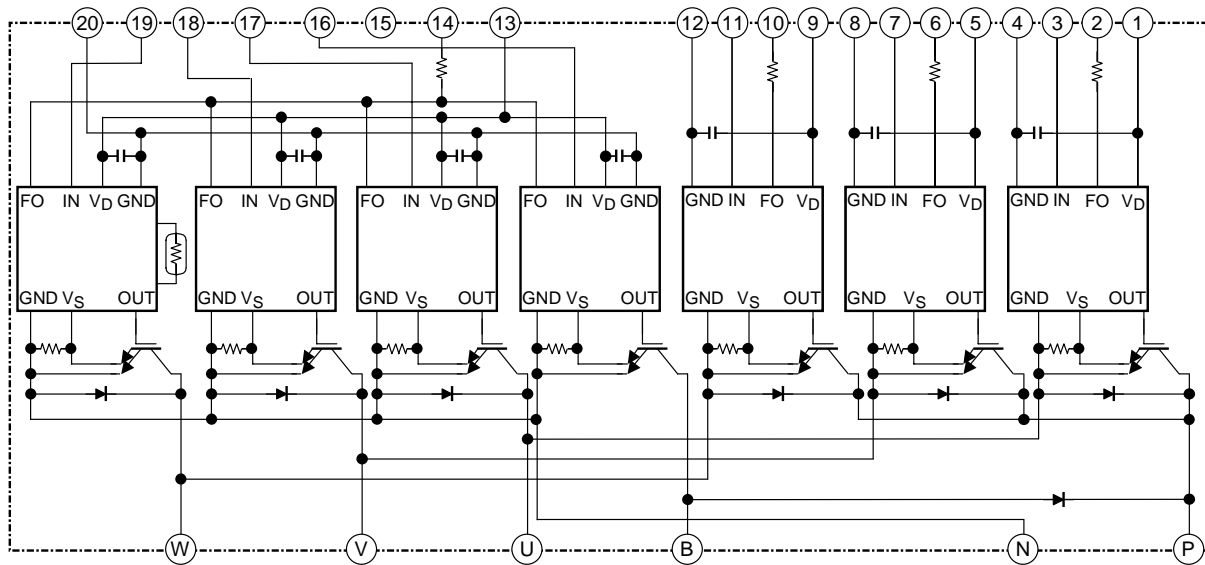 20 19 18 17 16 15 14 13 12 11 10 9 8 7 6 5 4 3 2 1
FO IN VD GND FO IN VD GND FO IN VD GND FO IN VD GND GND IN FO VD GND IN FO VD GND IN FO VD
GND VS OUT GND VS OUT GND VS OUT GND VS OUT GND VS OUT GND VS OUT GND VS OUT
W V U B N P